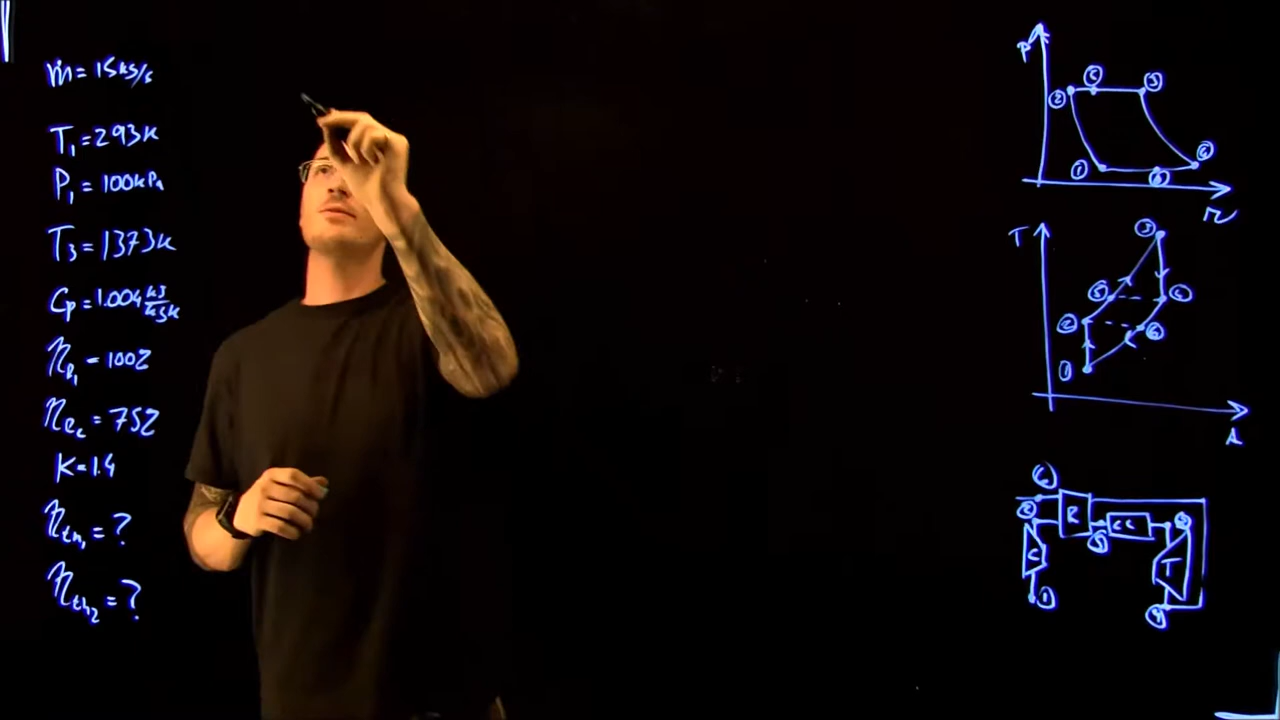 ṁ = 15 kg/s
T₁ = 293 K
P₁ = 100 kPa
T₃ = 1373 K
Cp = 1.004 kJ/kgK
η_R₁ = 100%
η_R₂ = 75%
K = 1.4
η_th₁ = ?
η_th₂ = ?
P
5
3
2
1
6
4
v
T
3
5
4
2
6
1
s
6
2
R
CC
3
5
C
T
1
4